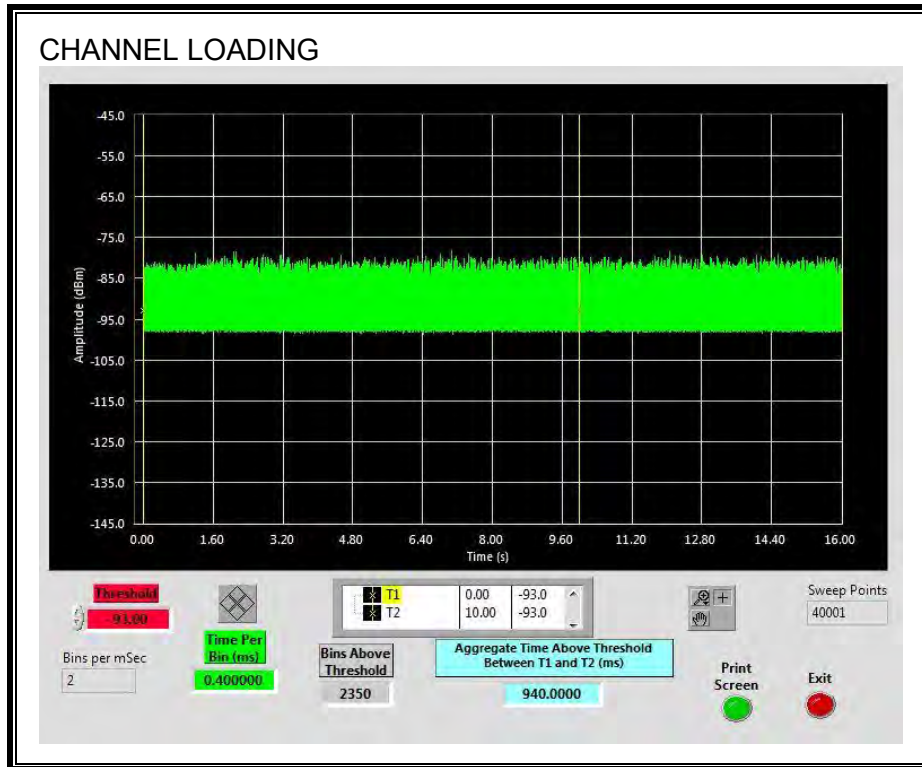 CHANNEL LOADING
-45.0
-55.0
-65.0
-75.0
-85.0
-95.0
-105.0
-115.0
-125.0
-135.0
-145.0
Amplitude (dBm)
0.00 1.60 3.20 4.80 6.40 8.00 9.60 11.20 12.80 14.40 16.00
Time (s)
Threshold
-93.00
Bins per mSec
2
Time Per
Bin (ms)
0.400000
T1 0.00 -93.0
T2 10.00 -93.0
Bins Above
Threshold
2350
Aggregate Time Above Threshold
Between T1 and T2 (ms)
940.0000
Sweep Points
40001
Print
Screen
Exit